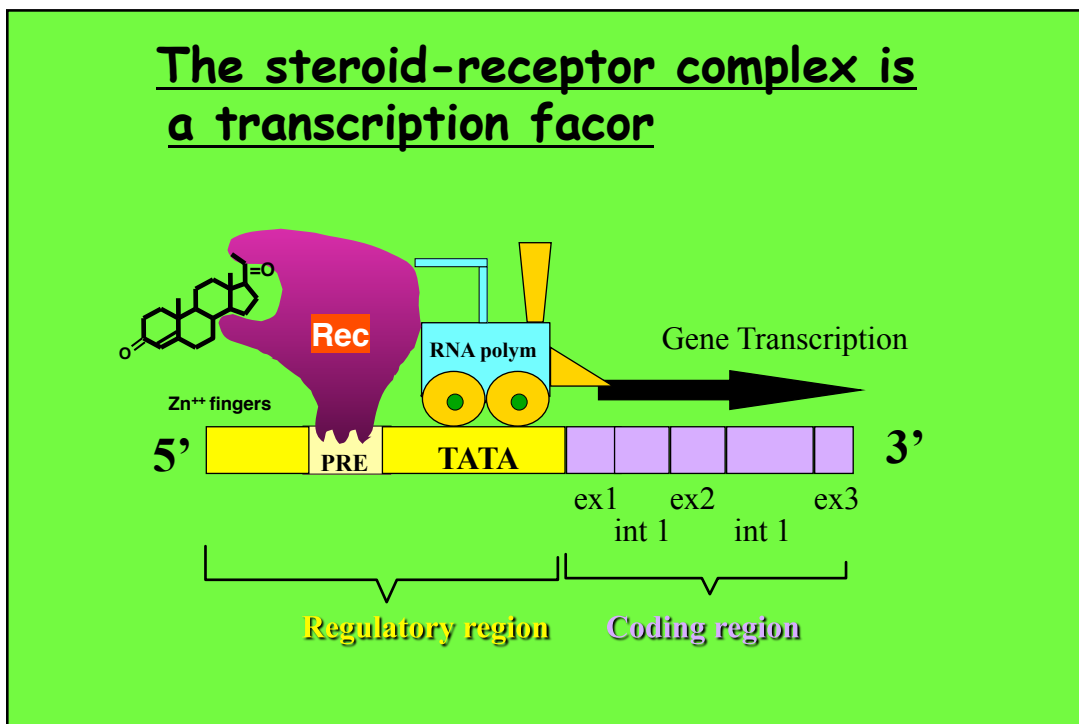 The steroid-receptor complex is
a transcription facor
=O
O
Rec
RNA polym
Gene Transcription
Zn++ fingers
5’ PRE TATA 3’
ex1 ex2 ex3
int 1 int 1
Regulatory region Coding region